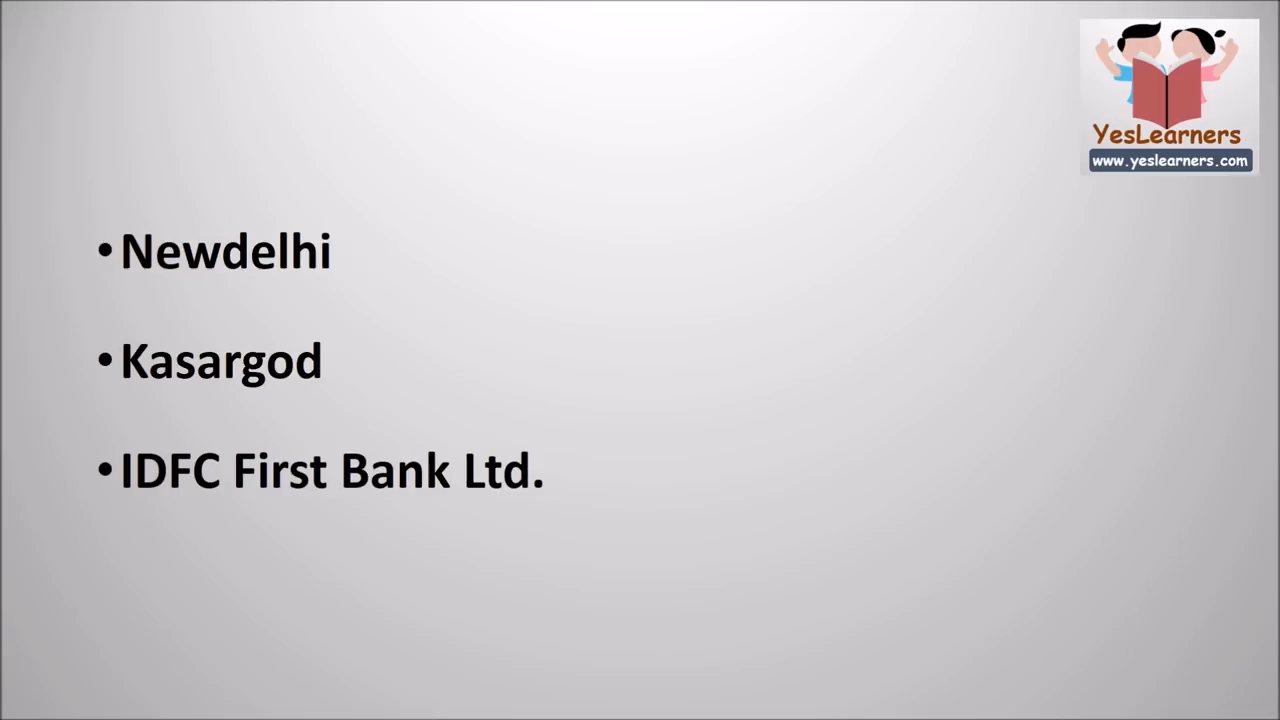 YesLearners
www.yeslearners.com
•Newdelhi
•Kasargod
•IDFC First Bank Ltd.